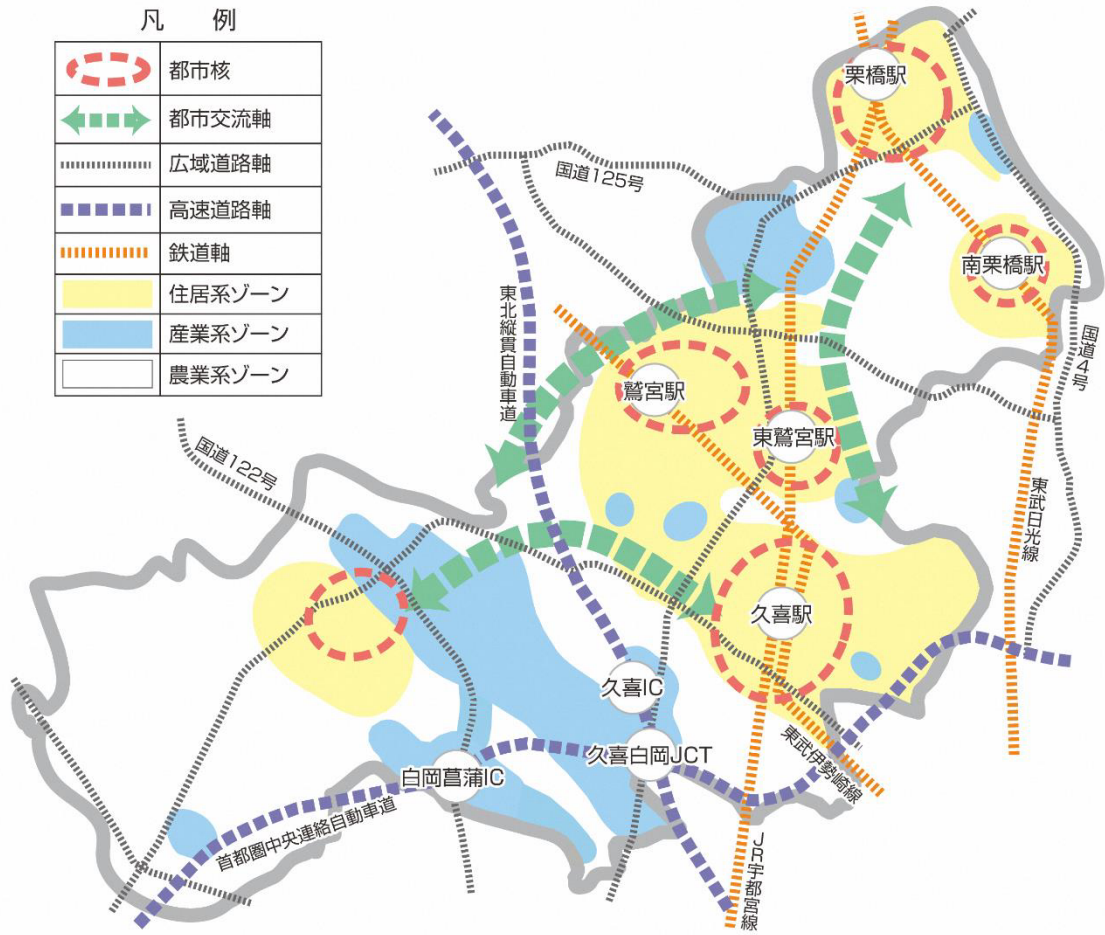 凡　例
都市核
都市交流軸
広域道路軸
高速道路軸
鉄道軸
住居系ゾーン
産業系ゾーン
農業系ゾーン
栗橋駅
国道125号
南栗橋駅
東北縦貫自動車道
国道4号
鷲宮駅
東鷲宮駅
国道122号
東武日光線
久喜駅
久喜IC
久喜白岡JCT
東武伊勢崎線
白岡菖蒲IC
首都圏中央連絡自動車道
JR宇都宮線